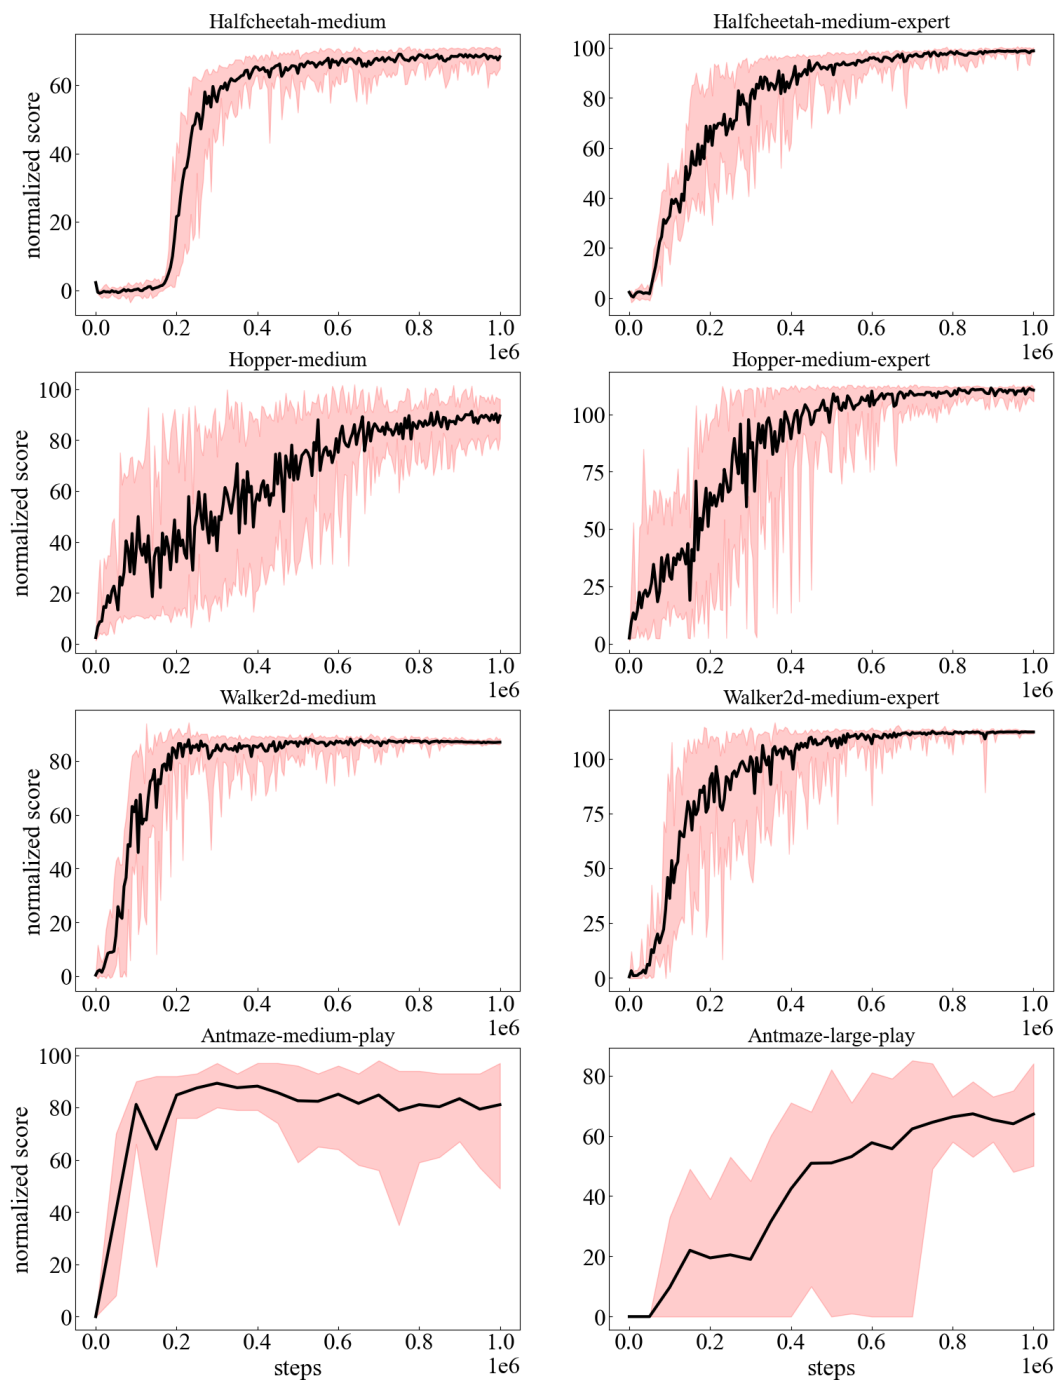 Halfcheetah-medium
normalized score
60
40
20
0
0.0 0.2 0.4 0.6 0.8 1.0
1e6
Halfcheetah-medium-expert
100
80
60
40
20
0
0.0 0.2 0.4 0.6 0.8 1.0
1e6
Hopper-medium
normalized score
100
80
60
40
20
0
0.0 0.2 0.4 0.6 0.8 1.0
1e6
Hopper-medium-expert
100
75
50
25
0
0.0 0.2 0.4 0.6 0.8 1.0
1e6
Walker2d-medium
normalized score
80
60
40
20
0
0.0 0.2 0.4 0.6 0.8 1.0
1e6
Walker2d-medium-expert
100
75
50
25
0
0.0 0.2 0.4 0.6 0.8 1.0
1e6
Antmaze-medium-play
normalized score
100
80
60
40
20
0
0.0 0.2 0.4 0.6 0.8 1.0
steps
1e6
Antmaze-large-play
80
60
40
20
0
0.0 0.2 0.4 0.6 0.8 1.0
steps
1e6